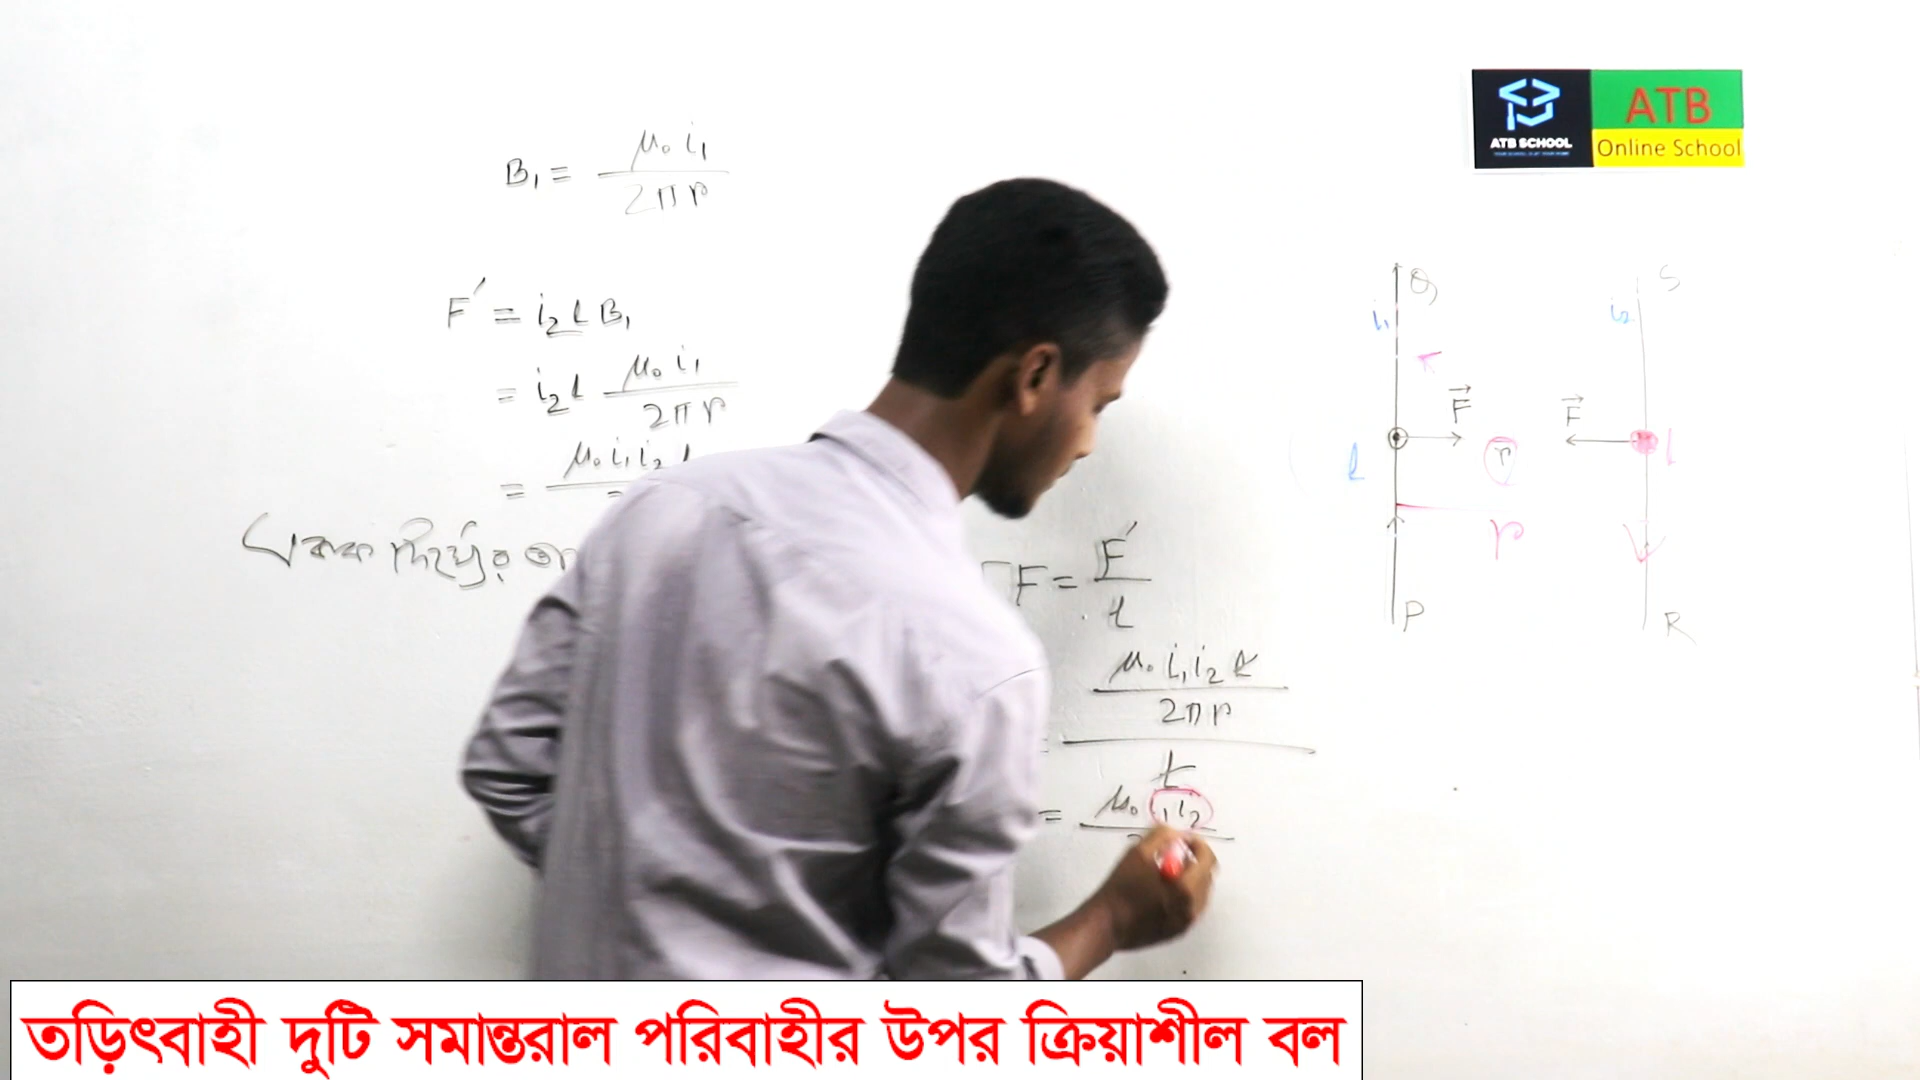 B₁ = μ₀ i₁ / 2πr
F′ = i₂ l B₁
= i₂ l μ₀ i₁ / 2πr
= μ₀ i₁ i₂ l
একক দৈর্ঘ্যের
F = F′ / l
μ₀ i₁ i₂ l / 2πr
l
= μ₀ i₁ i₂
ATB SCHOOL
ATB
Online School
Q
S
i₁
i₂
F
F
l
r
l
r
P
R
তড়িৎবাহী দুটি সমান্তরাল পরিবাহীর উপর ক্রিয়াশীল বল